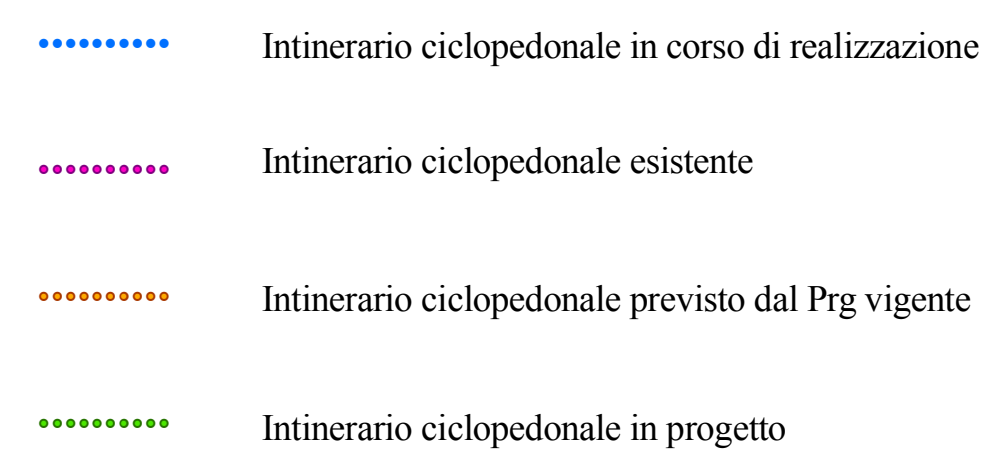 Intinerario ciclopedonale in corso di realizzazione
Intinerario ciclopedonale esistente
Intinerario ciclopedonale previsto dal Prg vigente
Intinerario ciclopedonale in progetto